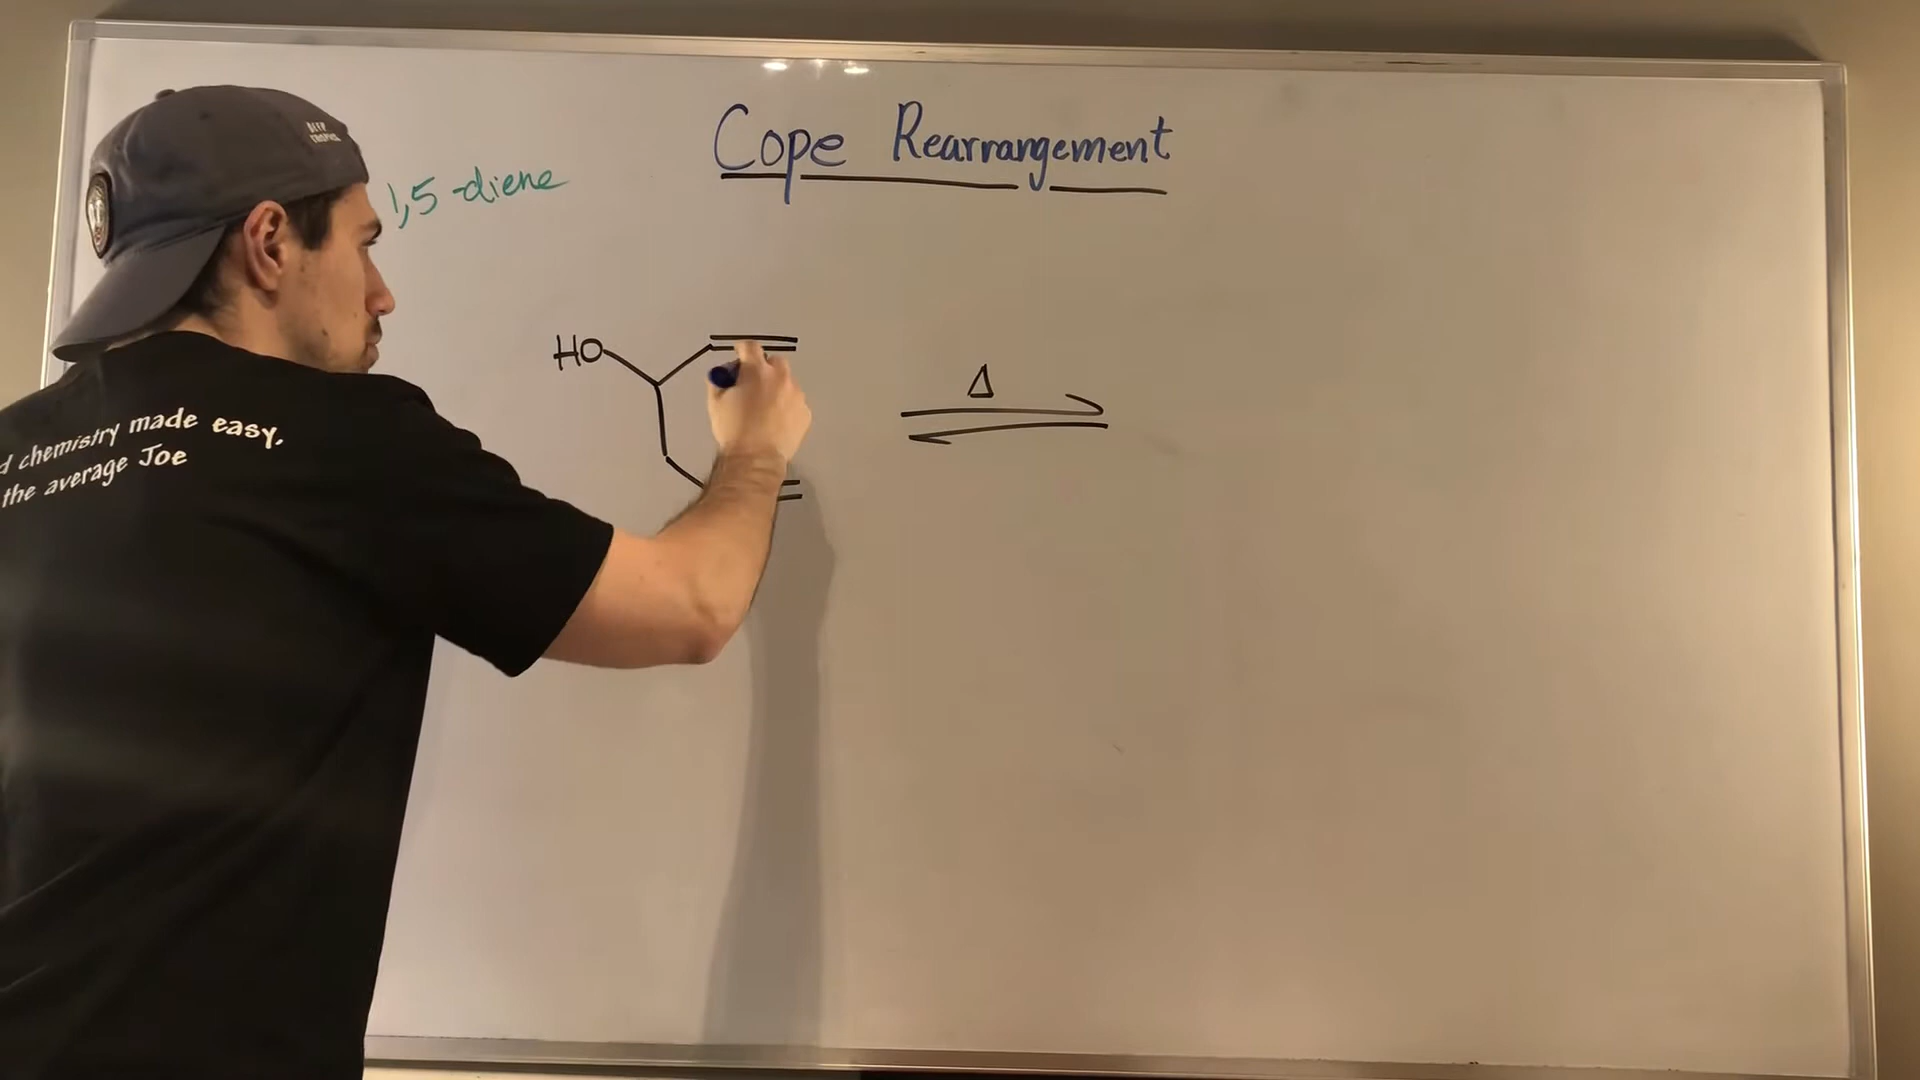 Cope Rearrangement
1,5-diene
HO
Δ
d chemistry made easy,
the average Joe